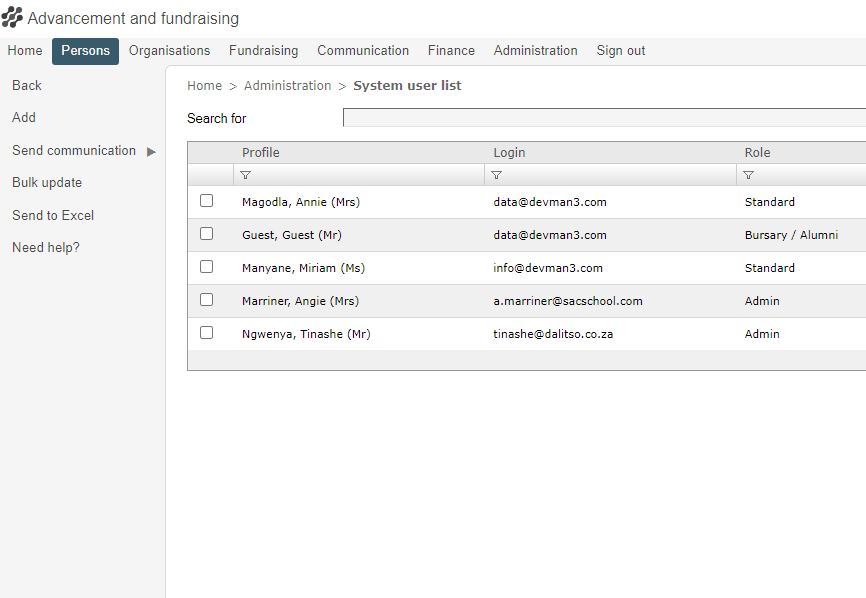 Advancement and fundraising
Home Persons Organisations Fundraising Communication Finance Administration Sign out
Back
Add
Send communication ▶
Bulk update
Send to Excel
Need help?
Home > Administration > System user list
Search for
Profile Login Role
Magodla, Annie (Mrs) data@devman3.com Standard
Guest, Guest (Mr) data@devman3.com Bursary / Alumni
Manyane, Miriam (Ms) info@devman3.com Standard
Marriner, Angie (Mrs) a.marriner@sacschool.com Admin
Ngwenya, Tinashe (Mr) tinashe@dalitso.co.za Admin